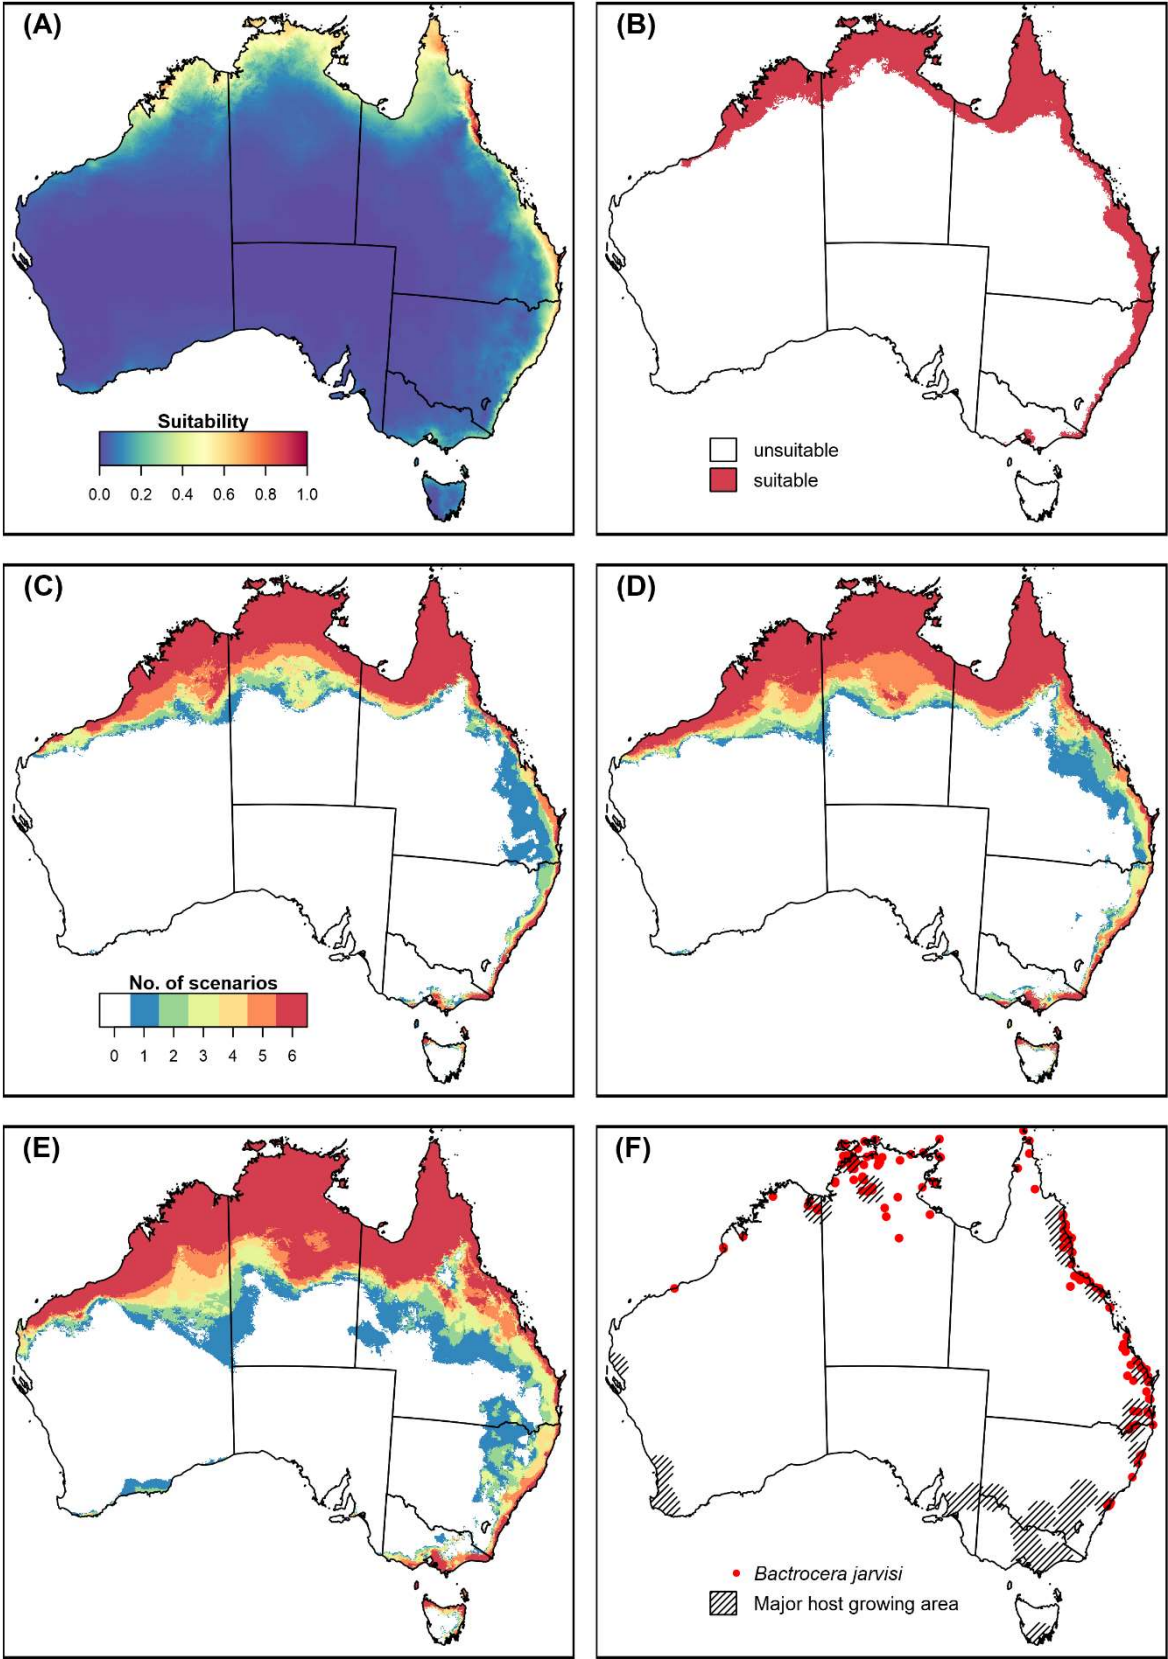 (A)
Suitability
0.0 0.2 0.4 0.6 0.8 1.0
(B)
unsuitable
suitable
(C)
No. of scenarios
0 1 2 3 4 5 6
(D)
(E)
(F)
Bactrocera jarvisi
Major host growing area